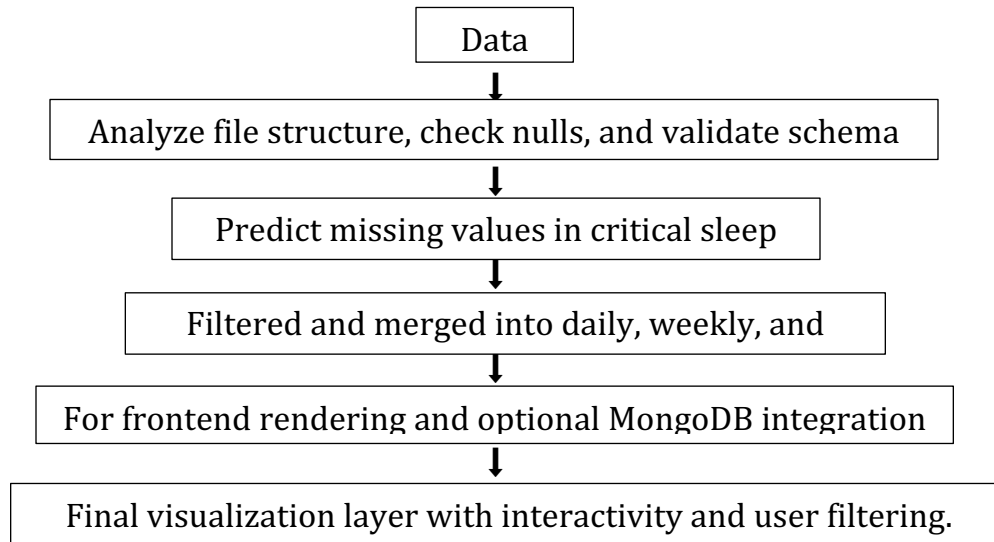 Data
Analyze file structure, check nulls, and validate schema
Predict missing values in critical sleep
Filtered and merged into daily, weekly, and
For frontend rendering and optional MongoDB integration
Final visualization layer with interactivity and user filtering.